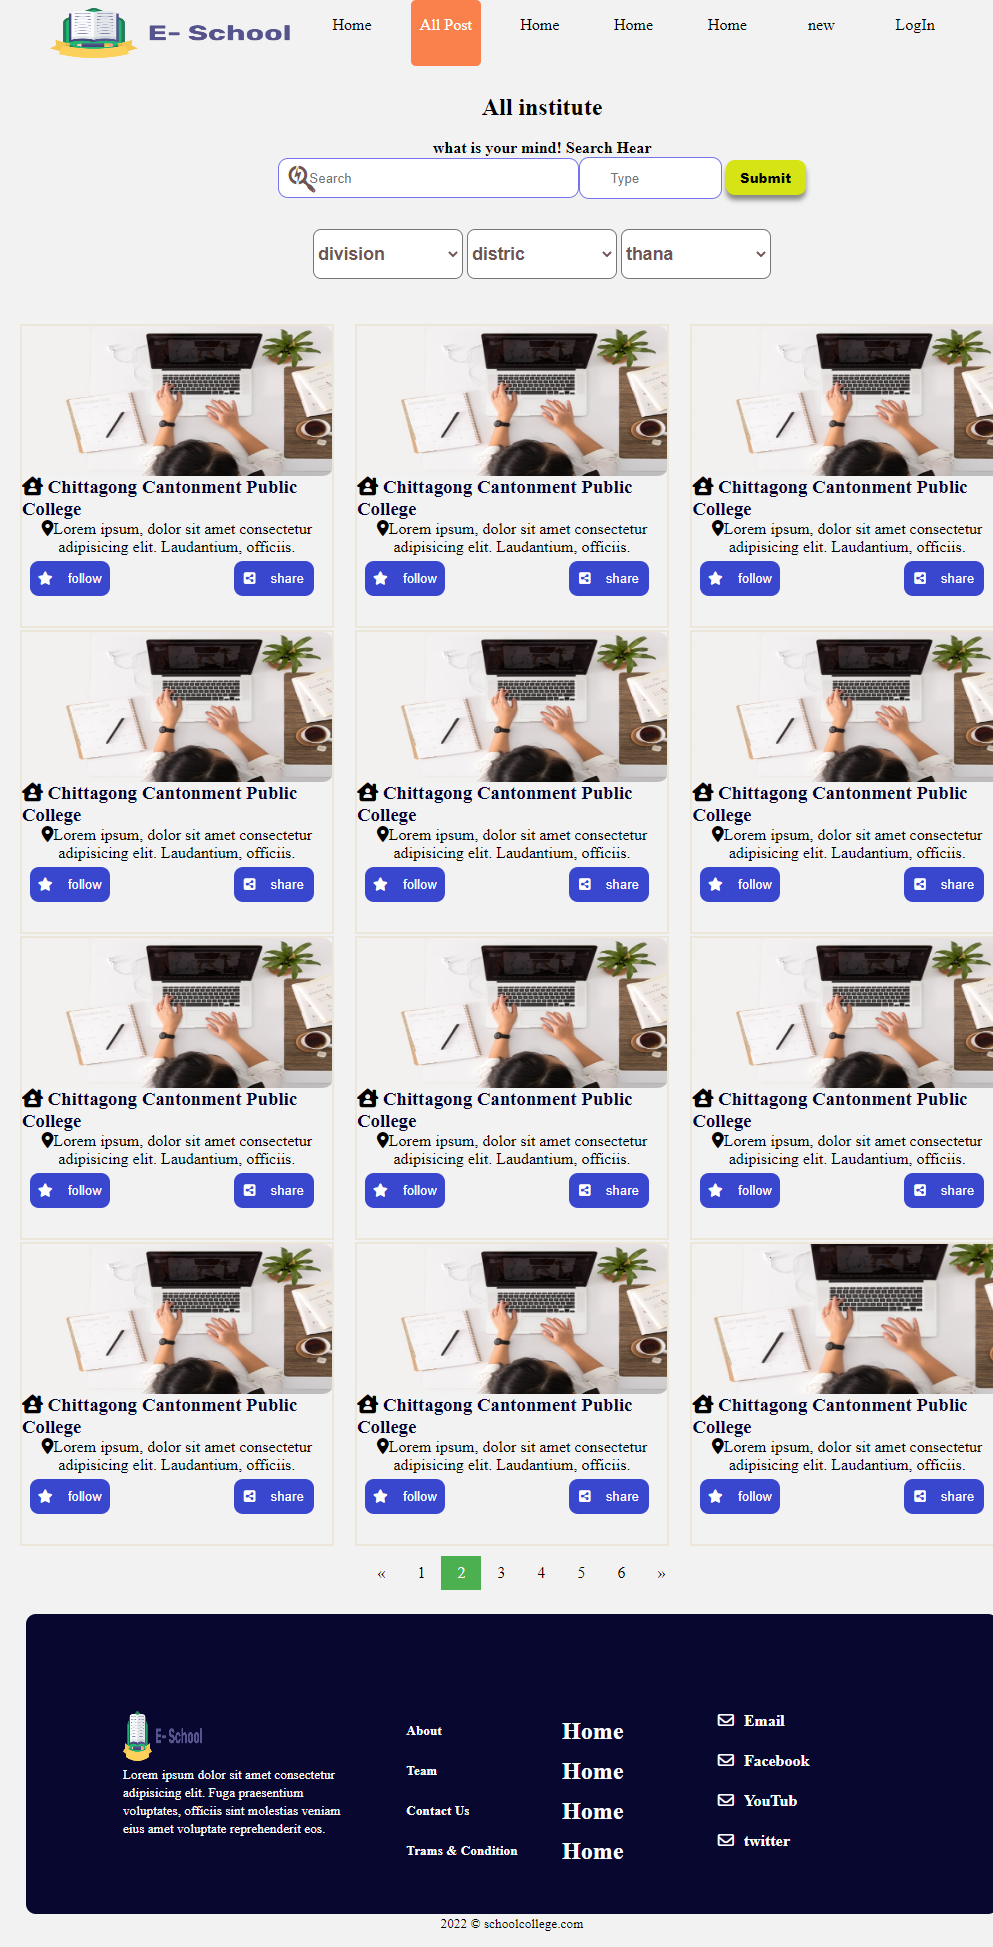 E- School
Home All Post Home Home Home new LogIn
All institute
what is your mind! Search Hear
Search Type Submit
division distric thana
Chittagong Cantonment Public Chittagong Cantonment Public Chittagong Cantonment Public
College College College
Lorem ipsum, dolor sit amet consectetur Lorem ipsum, dolor sit amet consectetur Lorem ipsum, dolor sit amet consectetur
adipisicing elit. Laudantium, officiis. adipisicing elit. Laudantium, officiis. adipisicing elit. Laudantium, officiis.
follow share follow share follow share
Chittagong Cantonment Public Chittagong Cantonment Public Chittagong Cantonment Public
College College College
Lorem ipsum, dolor sit amet consectetur Lorem ipsum, dolor sit amet consectetur Lorem ipsum, dolor sit amet consectetur
adipisicing elit. Laudantium, officiis. adipisicing elit. Laudantium, officiis. adipisicing elit. Laudantium, officiis.
follow share follow share follow share
Chittagong Cantonment Public Chittagong Cantonment Public Chittagong Cantonment Public
College College College
Lorem ipsum, dolor sit amet consectetur Lorem ipsum, dolor sit amet consectetur Lorem ipsum, dolor sit amet consectetur
adipisicing elit. Laudantium, officiis. adipisicing elit. Laudantium, officiis. adipisicing elit. Laudantium, officiis.
follow share follow share follow share
Chittagong Cantonment Public Chittagong Cantonment Public Chittagong Cantonment Public
College College College
Lorem ipsum, dolor sit amet consectetur Lorem ipsum, dolor sit amet consectetur Lorem ipsum, dolor sit amet consectetur
adipisicing elit. Laudantium, officiis. adipisicing elit. Laudantium, officiis. adipisicing elit. Laudantium, officiis.
follow share follow share follow share
« 1 2 3 4 5 6 »
E- School
Lorem ipsum dolor sit amet consectetur
adipisicing elit. Fuga praesentium
voluptates, officiis sint molestias veniam
eius amet voluptate reprehenderit eos.
About
Team
Contact Us
Trams & Condition
Home
Home
Home
Home
Email
Facebook
YouTub
twitter
2022 © schoolcollege.com